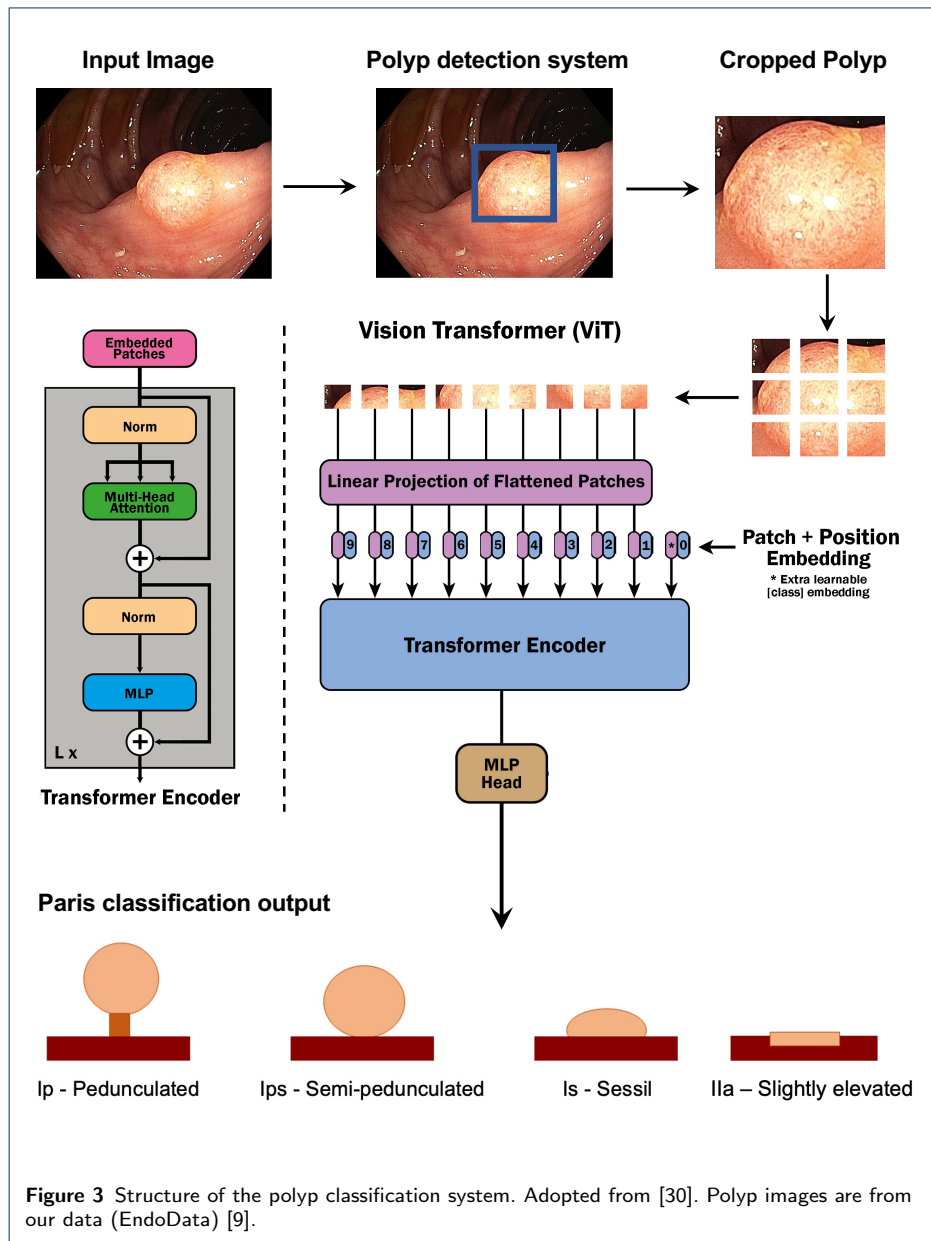 Input Image
Polyp detection system
Cropped Polyp
Vision Transformer (ViT)
Embedded
Patches
Norm
Multi-Head
Attention
+
Norm
MLP
+
L x
Transformer Encoder
Linear Projection of Flattened Patches
9 8 7 6 5 4 3 2 1 * 0
Patch + Position
Embedding
* Extra learnable
[class] embedding
Transformer Encoder
MLP
Head
Paris classification output
Ip - Pedunculated
Ips - Semi-pedunculated
Is - Sessil
IIa – Slightly elevated
Figure 3 Structure of the polyp classification system. Adopted from [30]. Polyp images are from
our data (EndoData) [9].